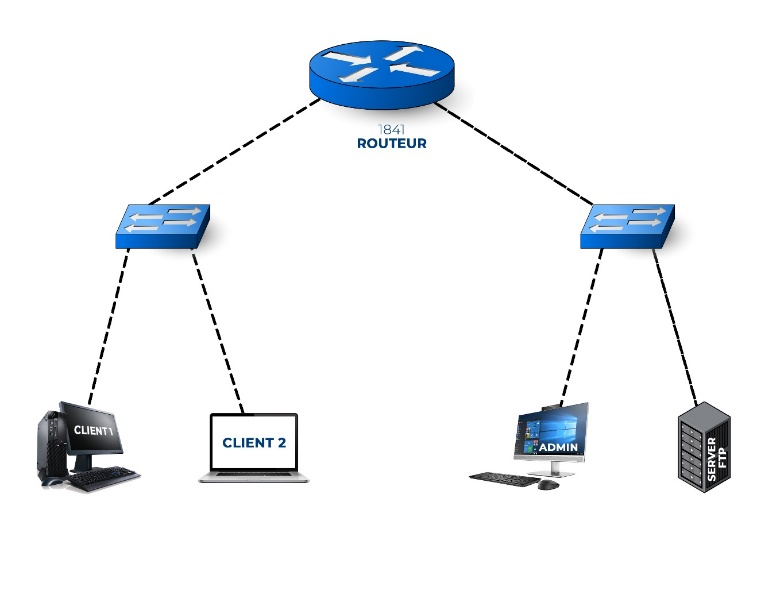 1841
ROUTEUR
CLIENT 1
CLIENT 2
ADMIN
SERVER
FTP